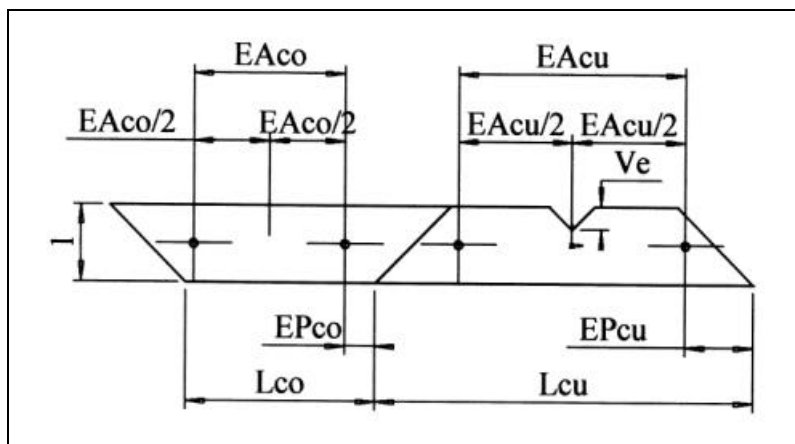 EAco
EAcu
EAco/2
EAco/2
EAcu/2
EAcu/2
Ve
1
EPco
EPcu
Lco
Lcu